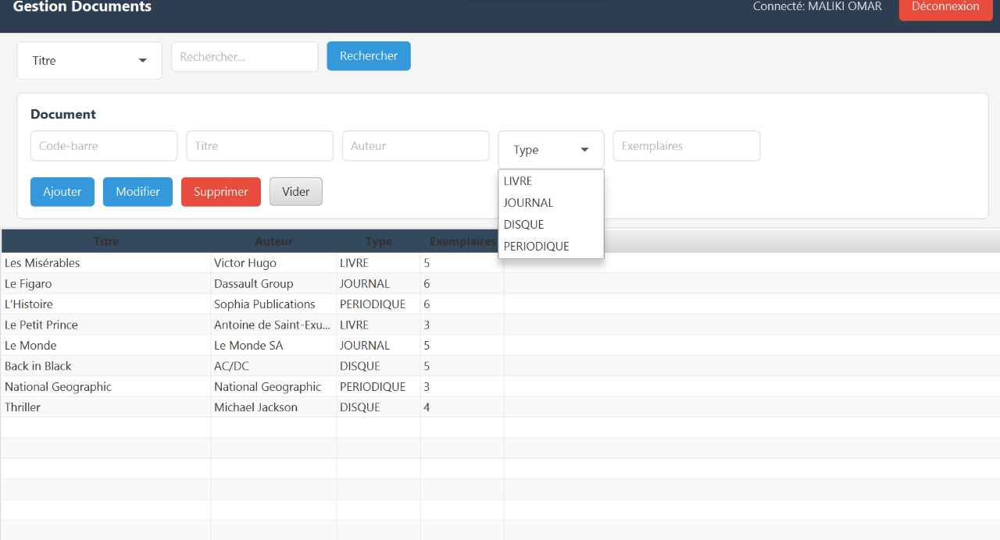 Gestion Documents
Connecté: MALIKI OMAR
Déconnexion
Titre
Rechercher...
Rechercher
Document
Code-barre
Titre
Auteur
Type
Exemplaires
LIVRE
JOURNAL
DISQUE
PERIODIQUE
Ajouter
Modifier
Supprimer
Vider
Titre Auteur Type Exemplaires
Les Misérables Victor Hugo LIVRE 5
Le Figaro Dassault Group JOURNAL 6
L'Histoire Sophia Publications PERIODIQUE 6
Le Petit Prince Antoine de Saint-Exu... LIVRE 3
Le Monde Le Monde SA JOURNAL 5
Back in Black AC/DC DISQUE 5
National Geographic National Geographic PERIODIQUE 3
Thriller Michael Jackson DISQUE 4